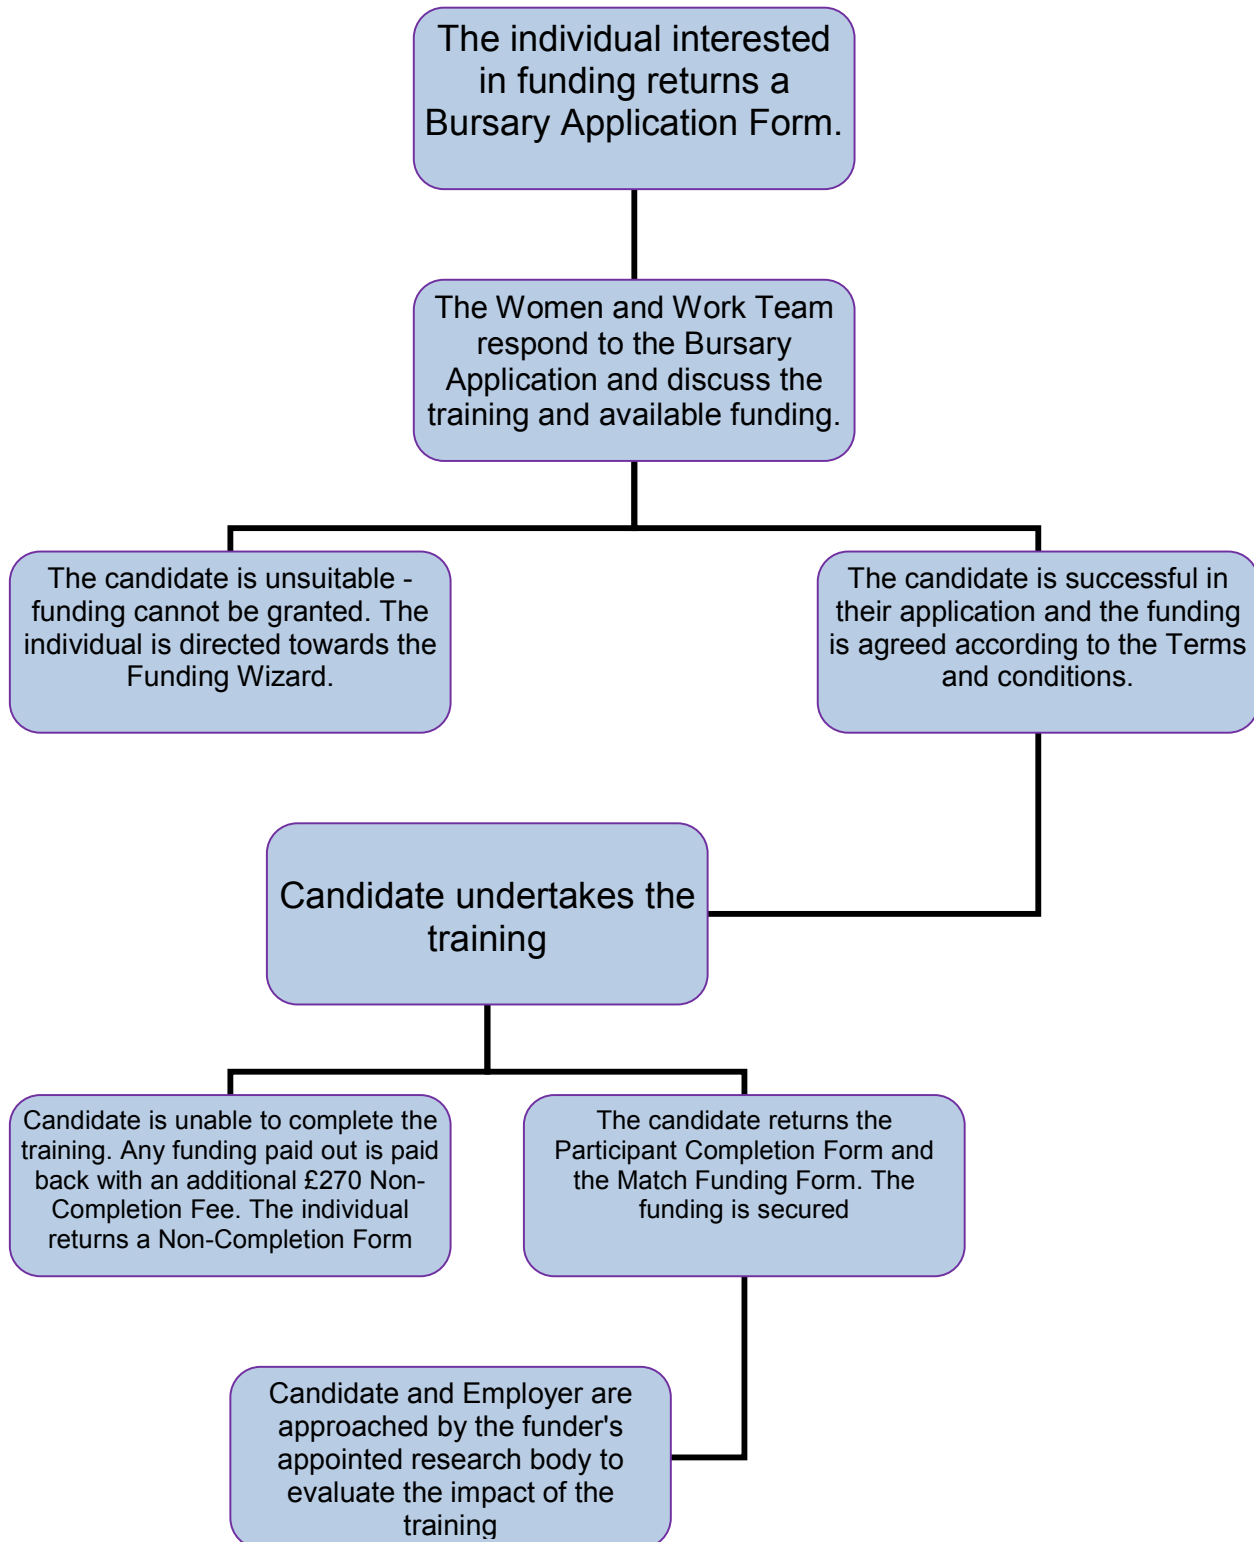 The individual interested
in funding returns a
Bursary Application Form.
The Women and Work Team
respond to the Bursary
Application and discuss the
training and available funding.
The candidate is unsuitable -
funding cannot be granted. The
individual is directed towards the
Funding Wizard.
The candidate is successful in
their application and the funding
is agreed according to the Terms
and conditions.
Candidate undertakes the
training
Candidate is unable to complete the
training. Any funding paid out is paid
back with an additional £270 Non-
Completion Fee. The individual
returns a Non-Completion Form
The candidate returns the
Participant Completion Form and
the Match Funding Form. The
funding is secured
Candidate and Employer are
approached by the funder's
appointed research body to
evaluate the impact of the
training